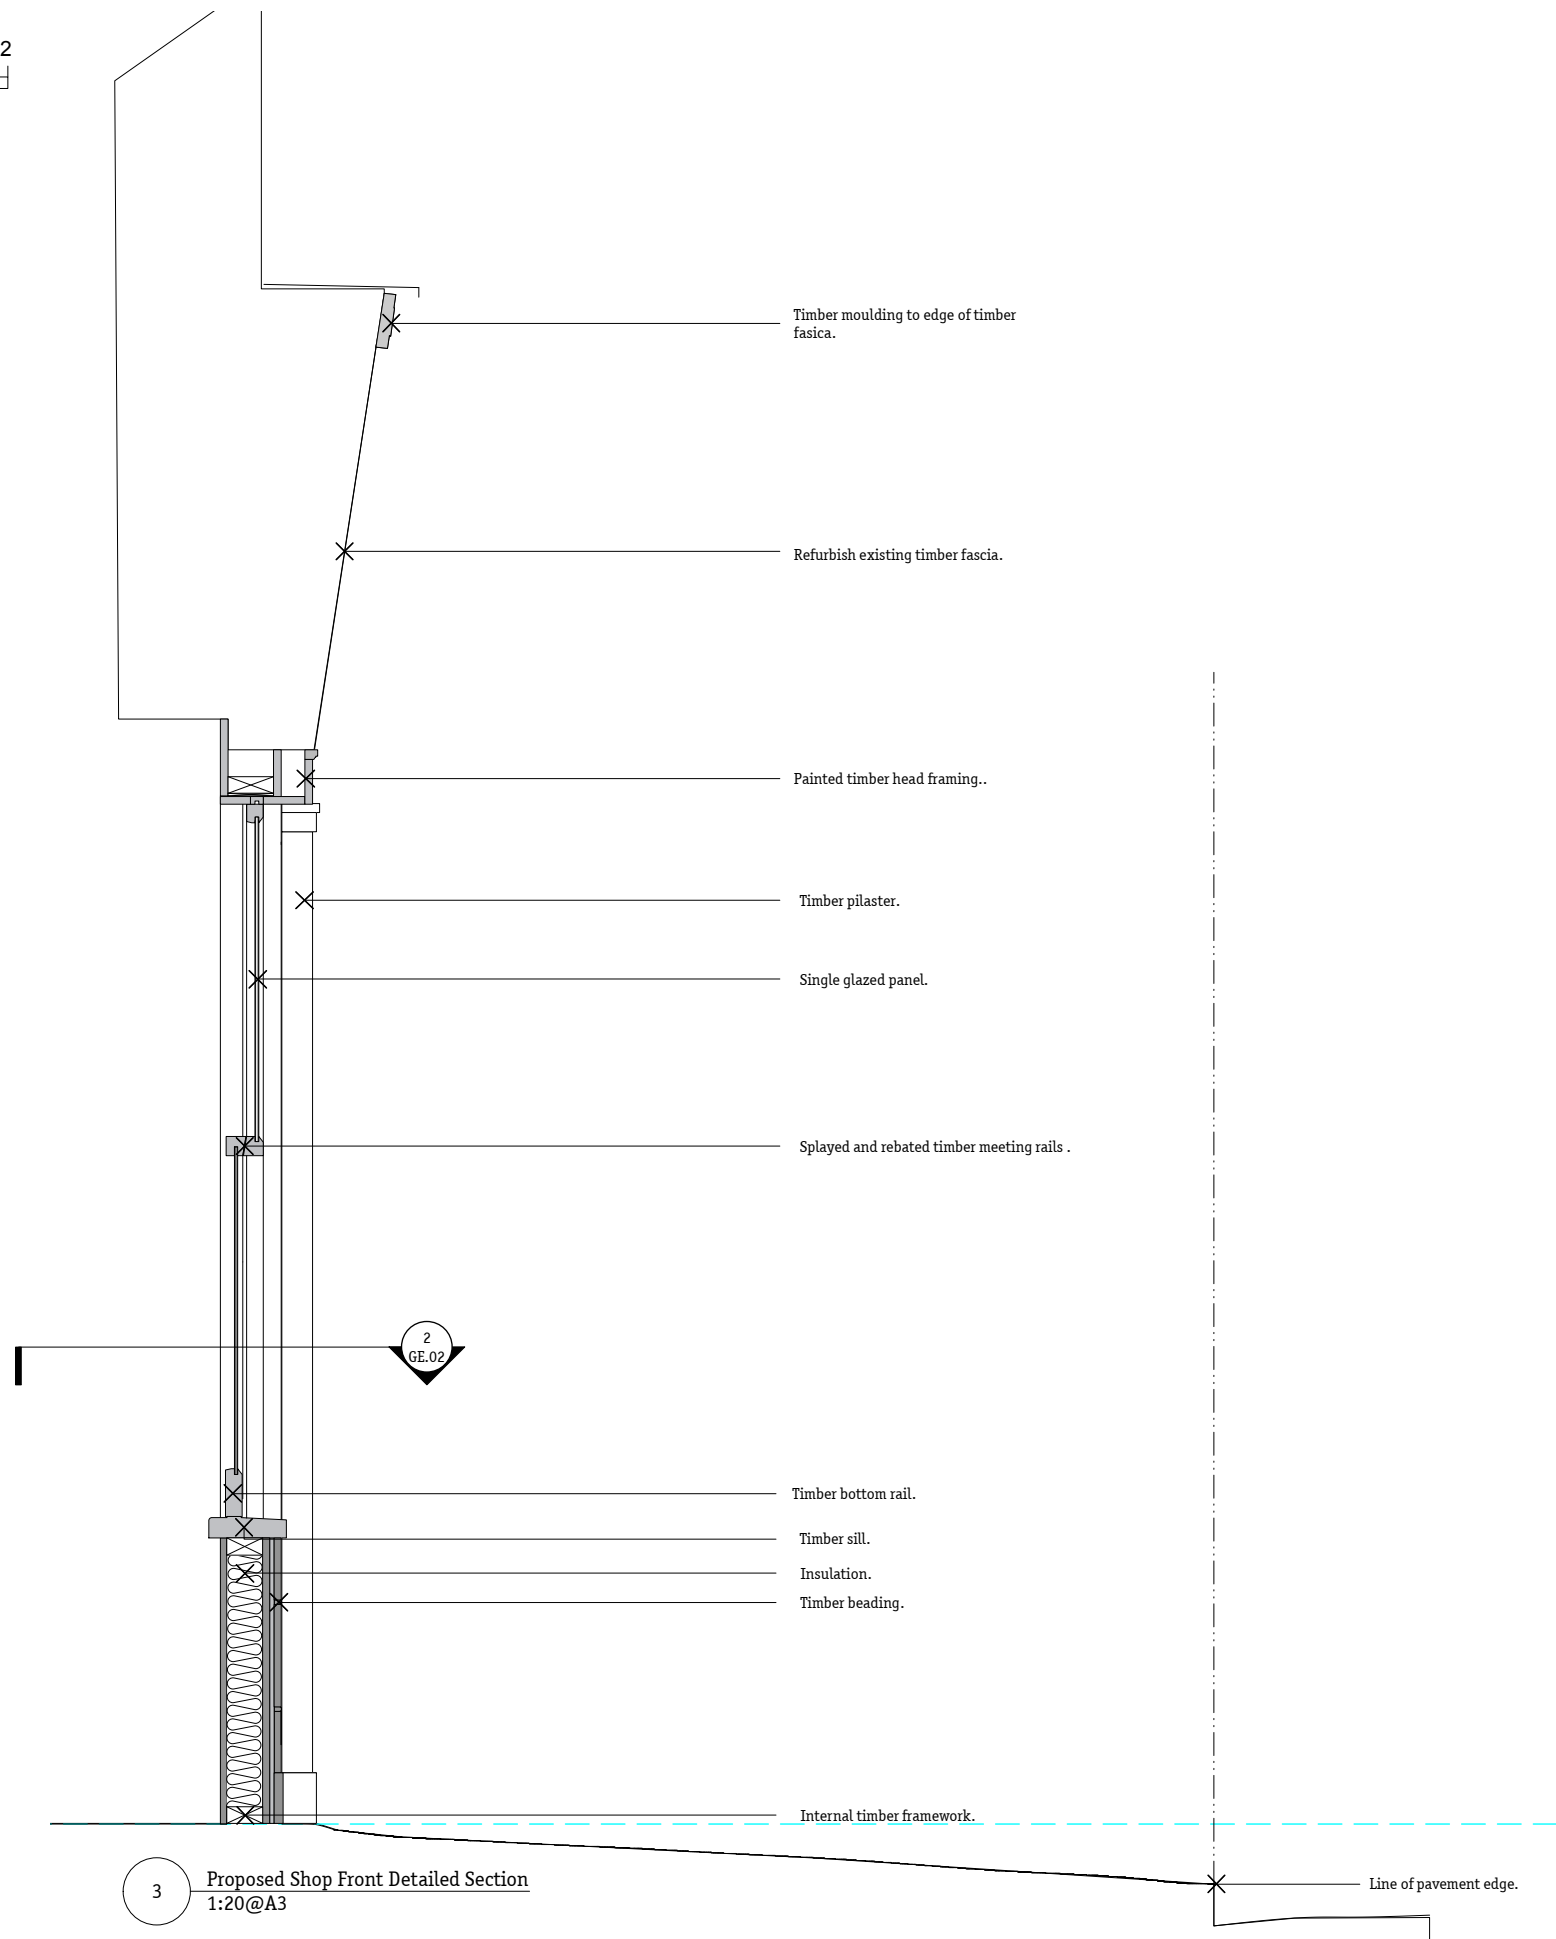 2
Timber moulding to edge of timber
fasica.
Refurbish existing timber fascia.
Painted timber head framing..
Timber pilaster.
Single glazed panel.
Splayed and rebated timber meeting rails .
2
GE.02
Timber bottom rail.
Timber sill.
Insulation.
Timber beading.
Internal timber framework.
Line of pavement edge.
3
Proposed Shop Front Detailed Section
1:20@A3